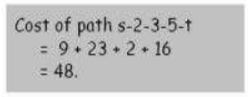 Cost of path s-2-3-5-t
= 9 + 23 + 2 + 16
= 48.